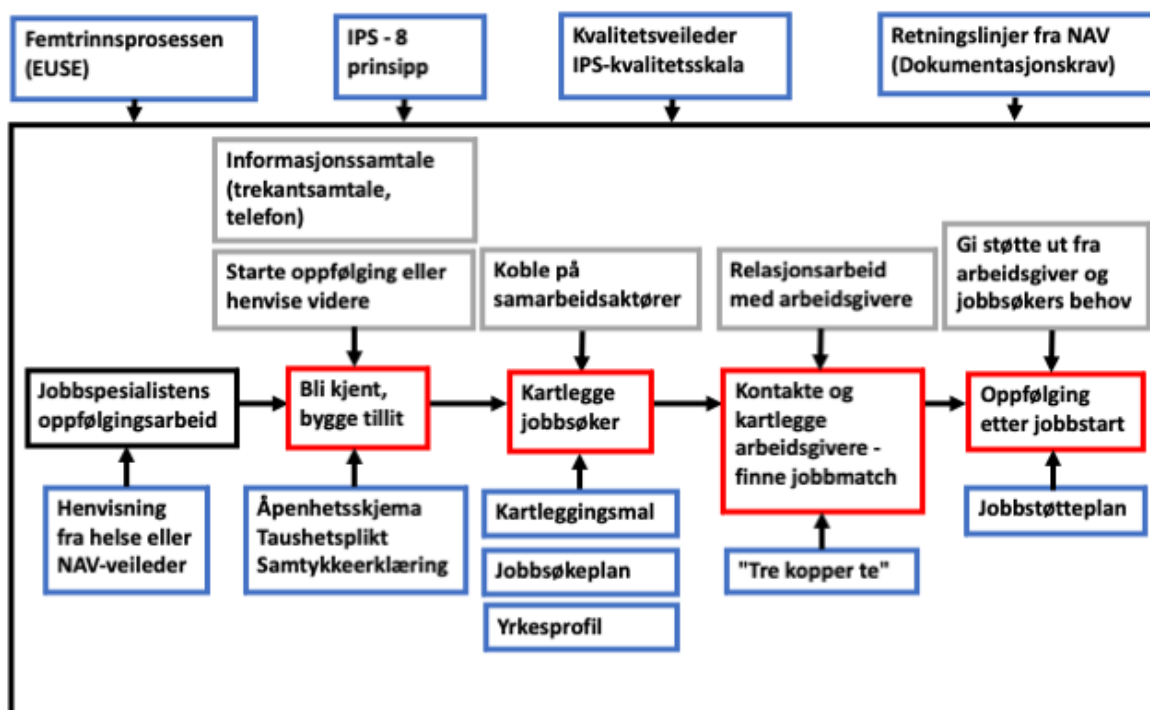 Femtrinnsprosessen
(EUSE)
IPS - 8
prinsipp
Kvalitetsveileder
IPS-kvalitetsskala
Retningslinjer fra NAV
(Dokumentasjonskrav)
Informasjonssamtale
(trekantsamtale,
telefon)
Starte oppfølging eller
henvise videre
Koble på
samarbeidsaktører
Relasjonsarbeid
med arbeidsgivere
Gi støtte ut fra
arbeidsgiver og
jobbsøkers behov
Jobbspesialistens
oppfølgingsarbeid
Bli kjent,
bygge tillit
Kartlegge
jobbsøker
Kontakte og
kartlegge
arbeidsgivere -
finne jobbmatch
Oppfølging
etter jobbstart
Henvisning
fra helse eller
NAV-veileder
Åpenhetsskjema
Taushetsplikt
Samtykkeerklæring
Kartleggingsmal
Jobbsøkeplan
Yrkesprofil
"Tre kopper te"
Jobbstøtteplan